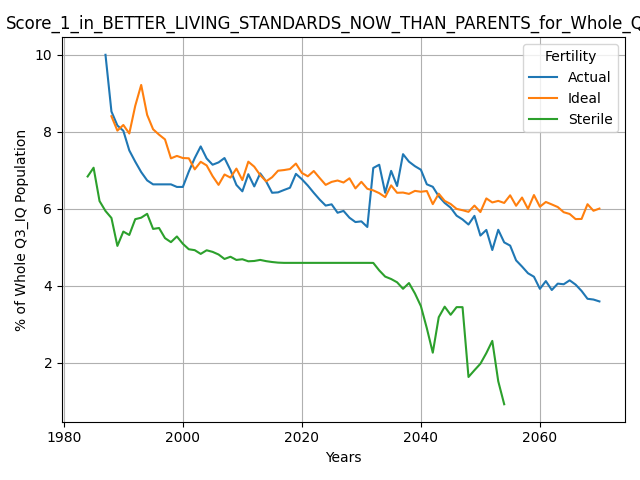 Score_1_in_BETTER_LIVING_STANDARDS_NOW_THAN_PARENTS_for_Whole_Q
Fertility
Actual
Ideal
Sterile
% of Whole Q3_IQ Population
10
8
6
4
2
1980
2000
2020
2040
2060
Years